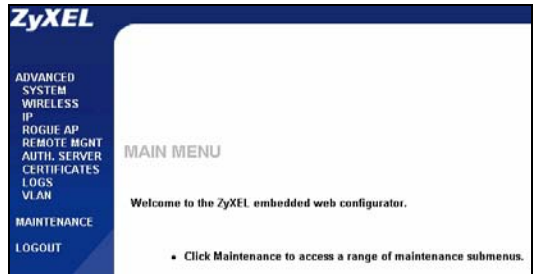 ZyXEL
ADVANCED
SYSTEM
WIRELESS
IP
ROGUE AP
REMOTE MGNT
AUTH. SERVER
CERTIFICATES
LOGS
VLAN
MAINTENANCE
LOGOUT
MAIN MENU
Welcome to the ZyXEL embedded web configurator.
• Click Maintenance to access a range of maintenance submenus.